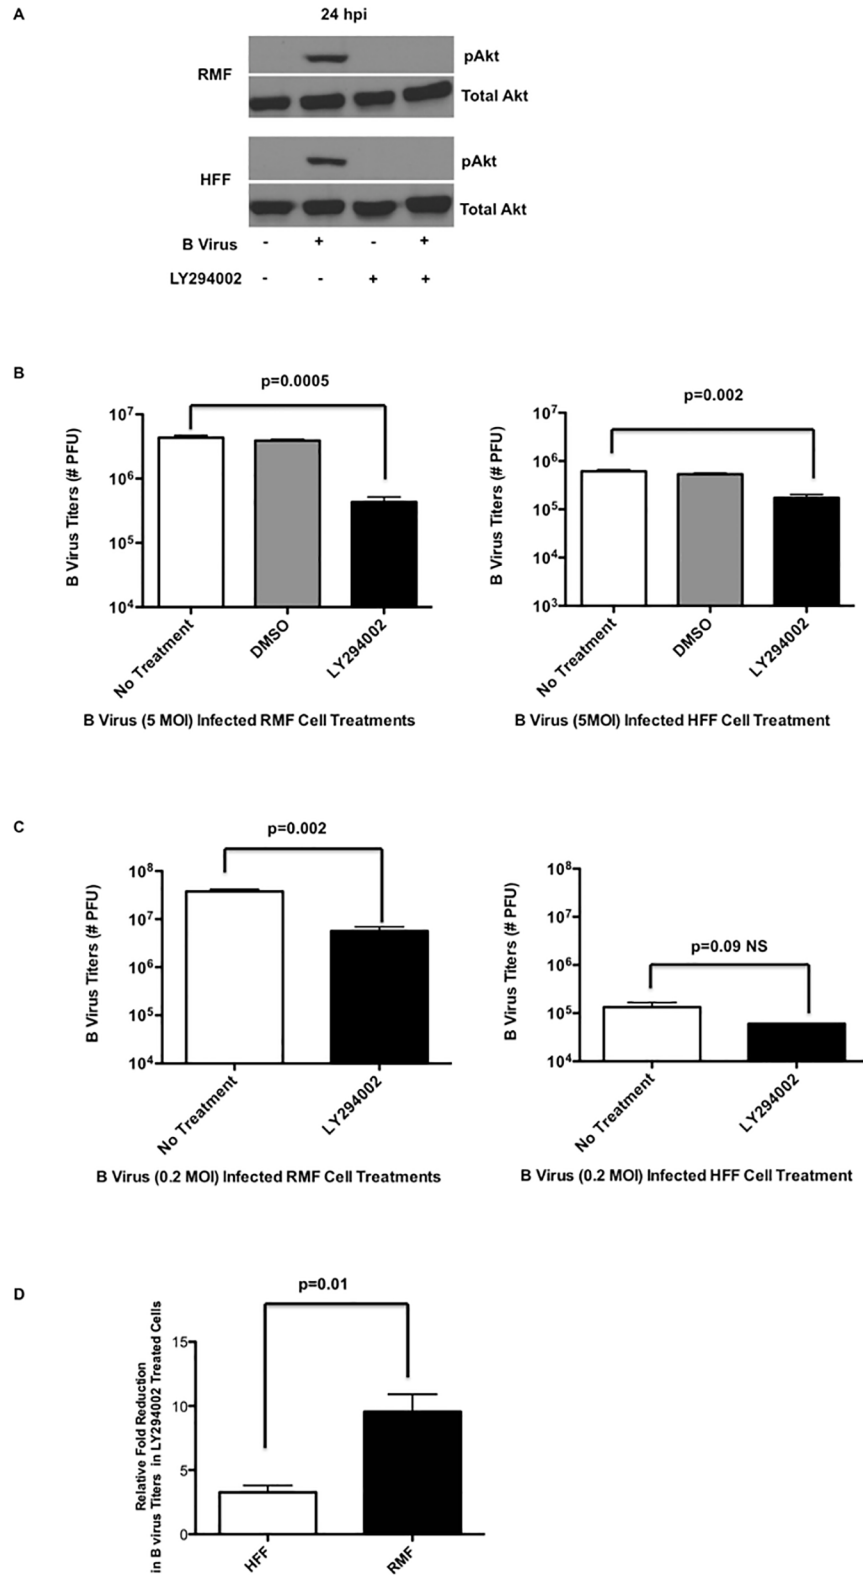 A
24 hpi
RMF
pAkt
Total Akt
HFF
pAkt
Total Akt
B Virus - + - +
LY294002 - - + +
B
p=0.0005
B Virus Titers (# PFU)
10⁷
10⁶
10⁵
10⁴
No Treatment
DMSO
LY294002
B Virus (5 MOI) Infected RMF Cell Treatments
p=0.002
B Virus Titers (# PFU)
10⁷
10⁶
10⁵
10⁴
10³
No Treatment
DMSO
LY294002
B Virus (5MOI) Infected HFF Cell Treatment
C
p=0.002
B Virus Titers (# PFU)
10⁸
10⁷
10⁶
10⁵
10⁴
No Treatment
LY294002
B Virus (0.2 MOI) Infected RMF Cell Treatments
p=0.09 NS
B Virus Titers (# PFU)
10⁸
10⁷
10⁶
10⁵
10⁴
No Treatment
LY294002
B Virus (0.2 MOI) Infected HFF Cell Treatment
D
p=0.01
Relative Fold Reduction
in B virus Titers in LY294002 Treated Cells
15
10
5
0
HFF
RMF